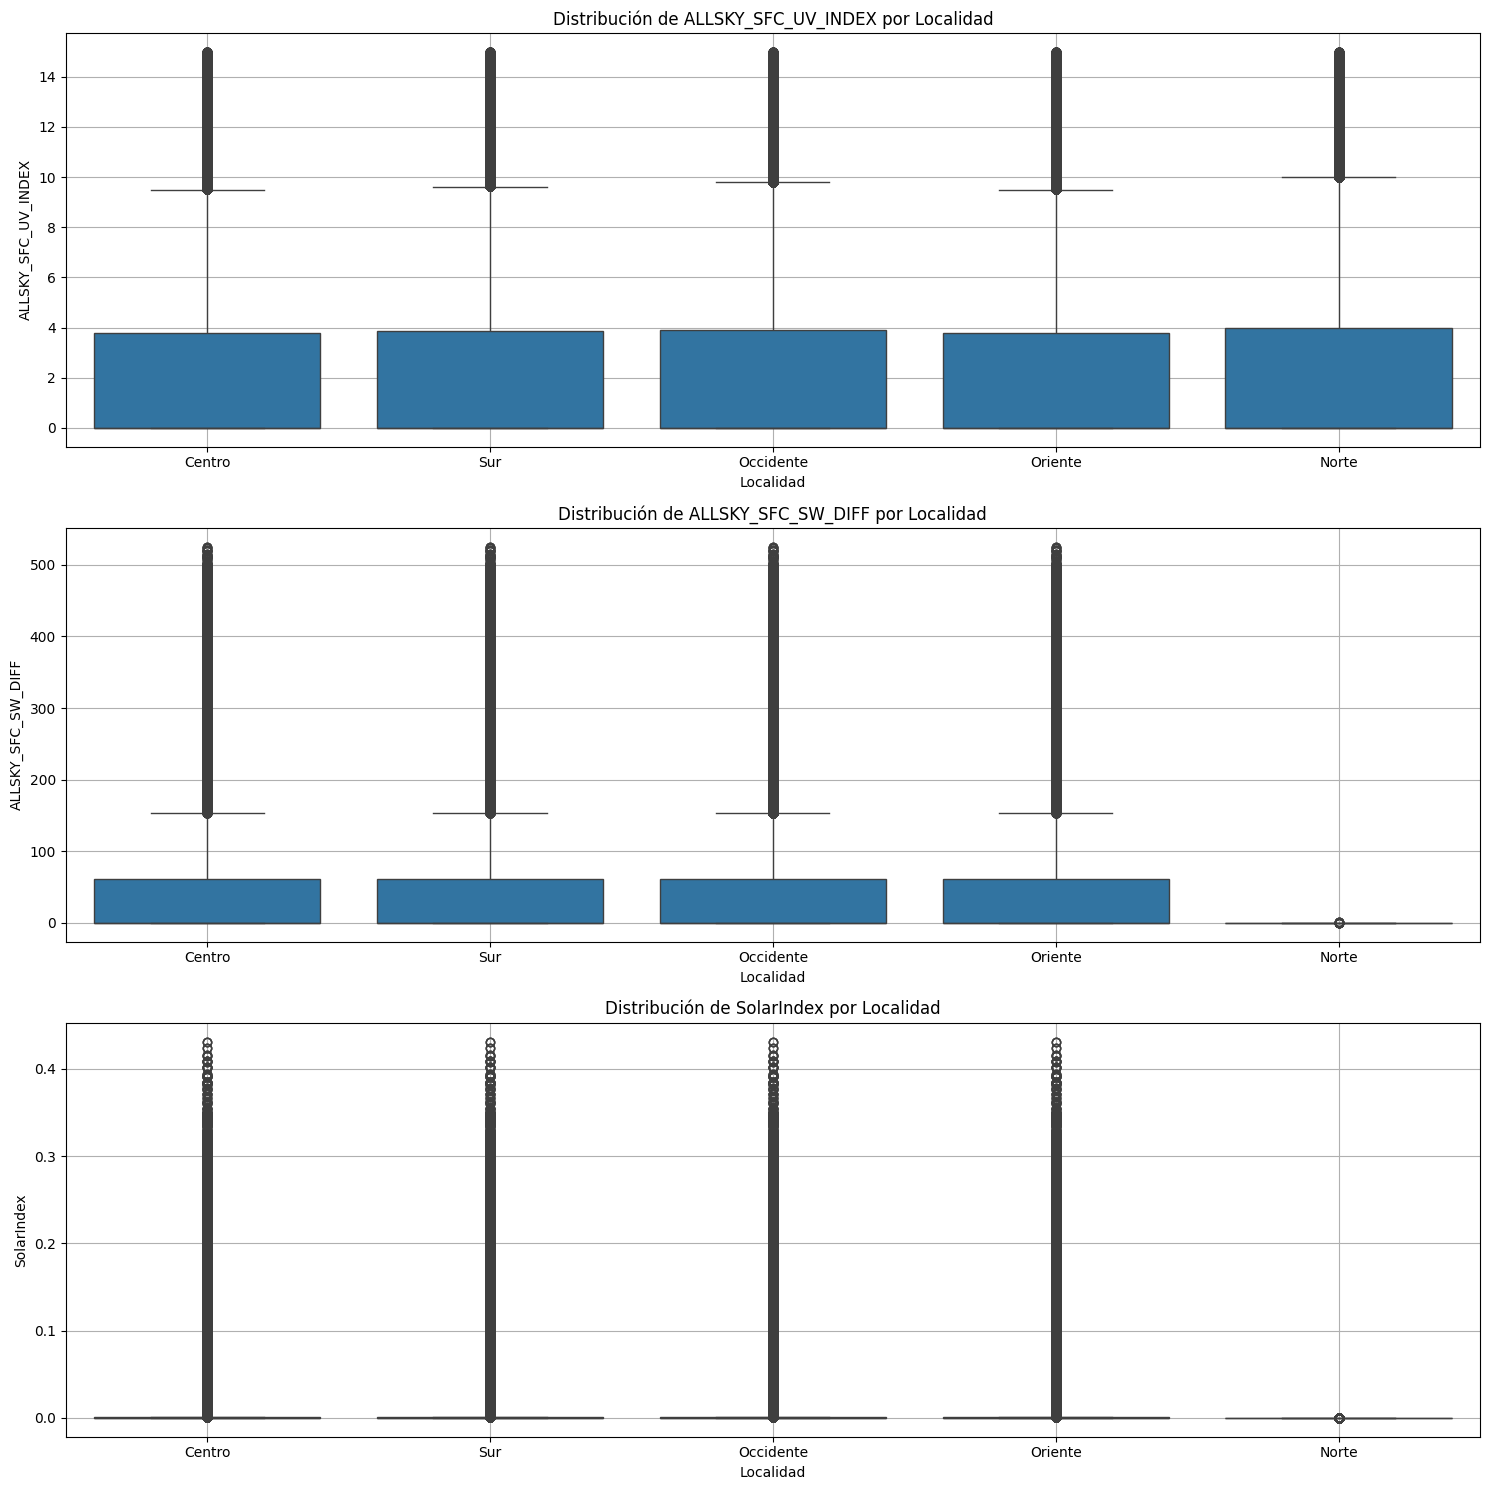 Distribución de ALLSKY_SFC_UV_INDEX por Localidad
ALLSKY_SFC_UV_INDEX
14
12
10
8
6
4
2
0
Centro Sur Occidente Oriente Norte
Localidad
Distribución de ALLSKY_SFC_SW_DIFF por Localidad
ALLSKY_SFC_SW_DIFF
500
400
300
200
100
0
Centro Sur Occidente Oriente Norte
Localidad
Distribución de SolarIndex por Localidad
SolarIndex
0.4
0.3
0.2
0.1
0.0
Centro Sur Occidente Oriente Norte
Localidad